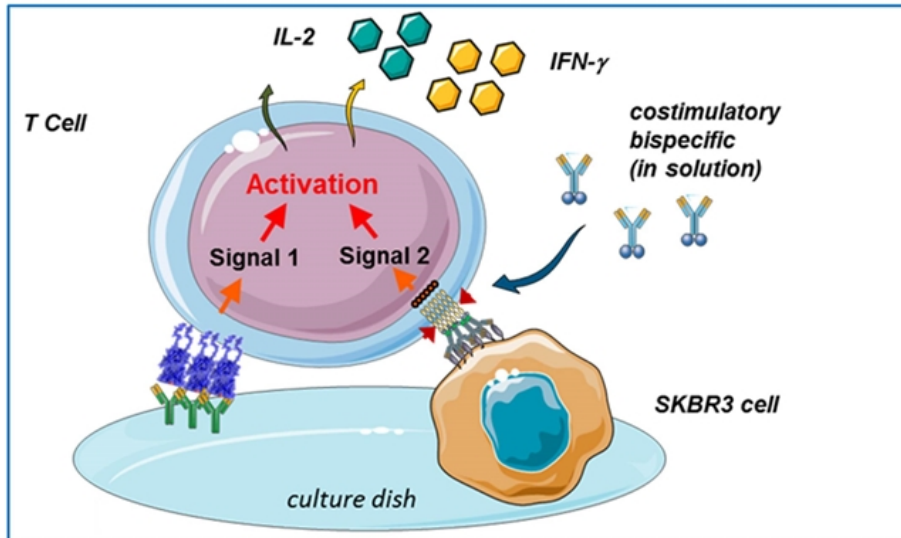 IL-2
IFN-γ
T Cell
costimulatory
bispecific
(in solution)
Activation
Signal 1
Signal 2
SKBR3 cell
culture dish